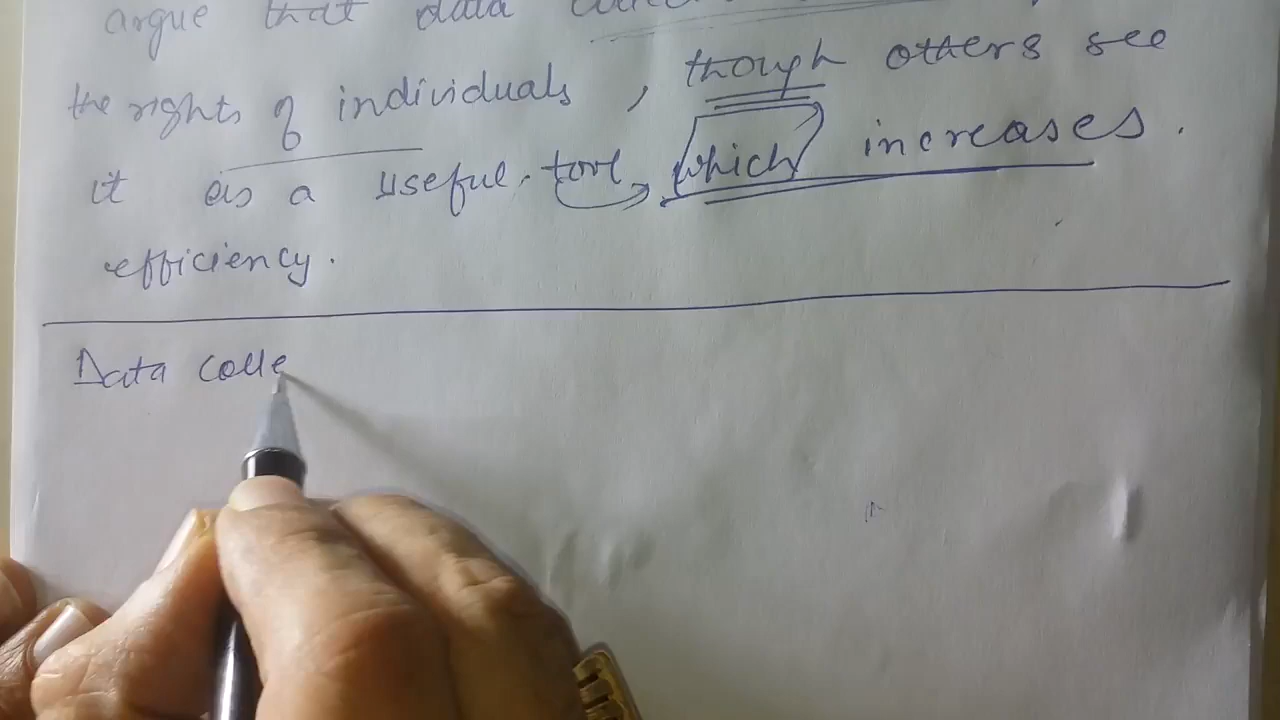 argue that data
the rights of individuals, though others see
it as a useful tool, which increases.
efficiency.
Data colle